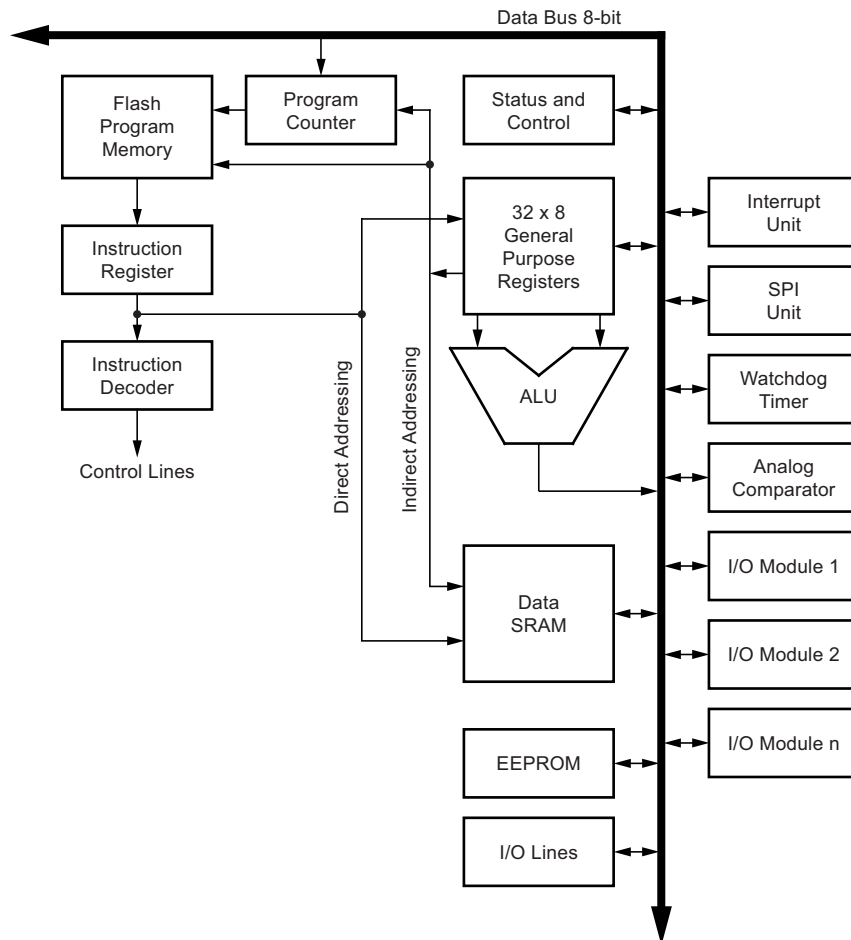 Data Bus 8-bit
Flash
Program
Memory
Program
Counter
Status and
Control
32 x 8
General
Purpose
Registers
Interrupt
Unit
Instruction
Register
SPI
Unit
Instruction
Decoder
ALU
Watchdog
Timer
Control Lines
Direct Addressing
Indirect Addressing
Analog
Comparator
Data
SRAM
I/O Module 1
I/O Module 2
I/O Module n
EEPROM
I/O Lines